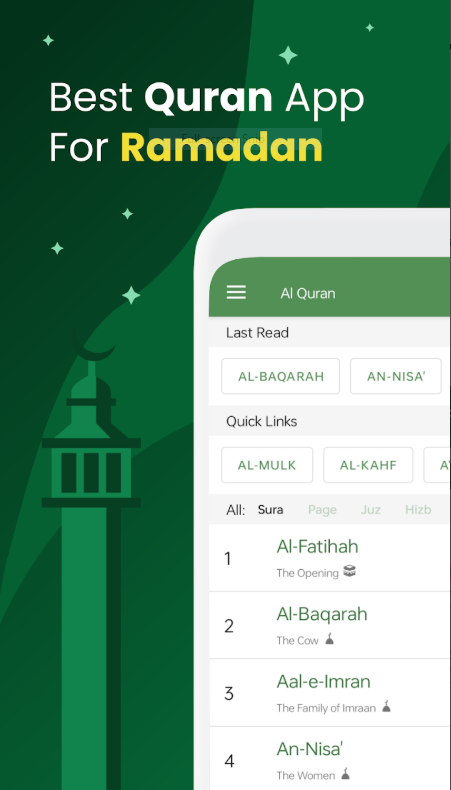 Best Quran App
For Ramadan
Al Quran
Last Read
AL-BAQARAH AN-NISA’
Quick Links
AL-MULK AL-KAHF
All: Sura Page Juz Hizb
1 Al-Fatihah
The Opening
2 Al-Baqarah
The Cow
3 Aal-e-Imran
The Family of Imraan
4 An-Nisa’
The Women